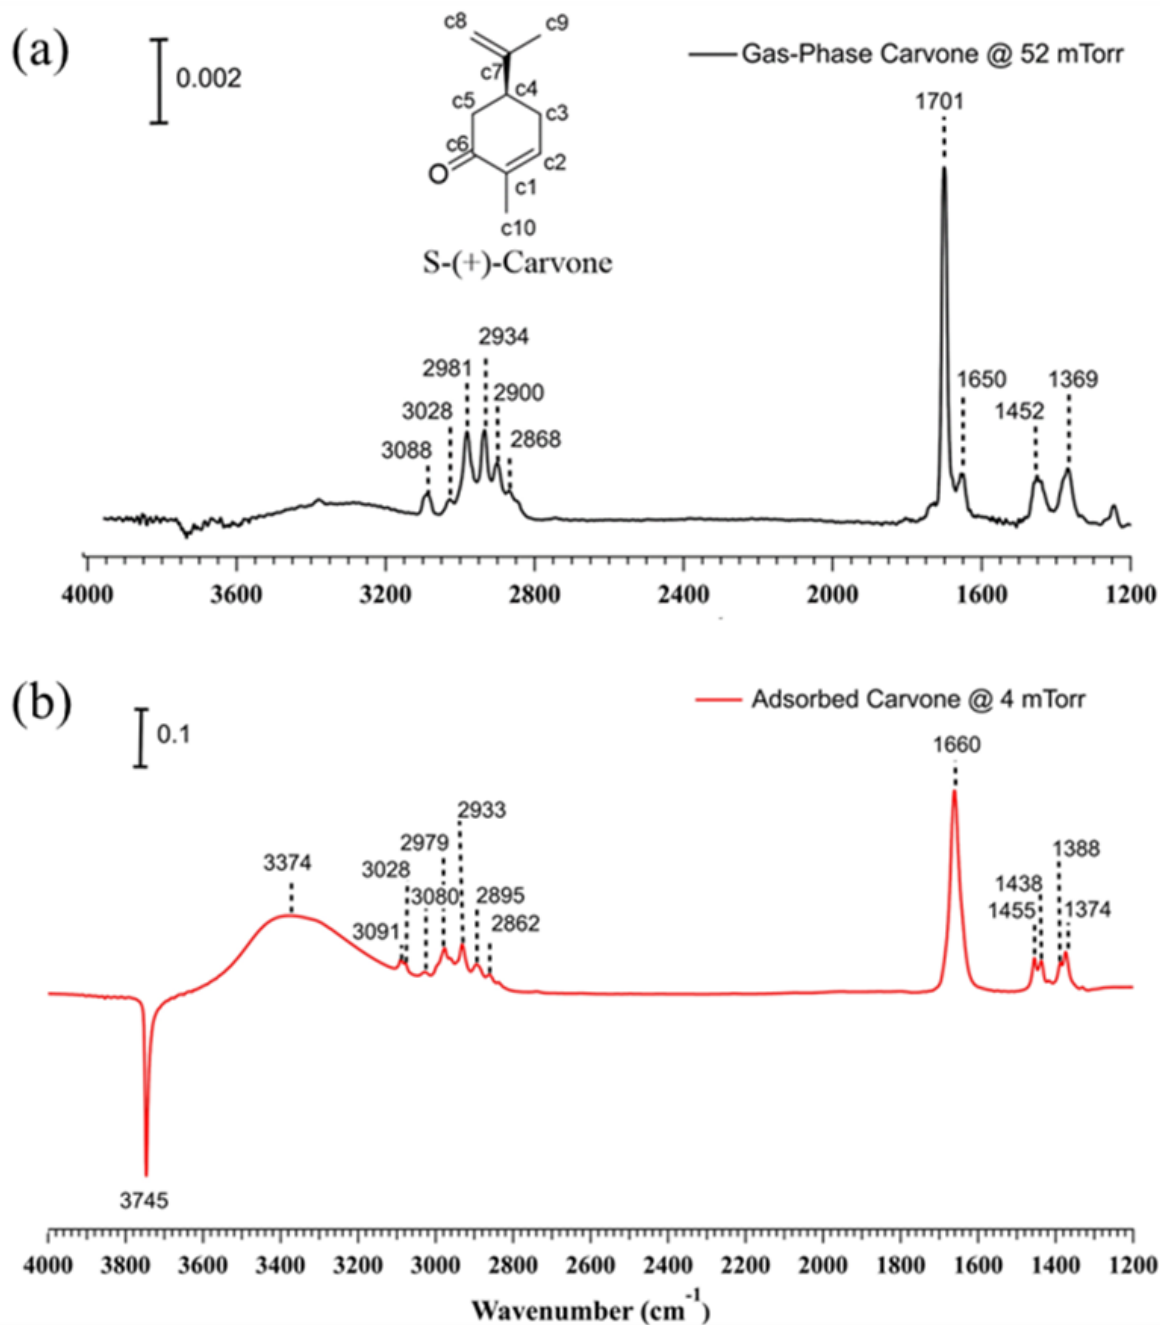 (a)
0.002
c8
c9
c7
c4
c5
c3
c6
c2
O
c1
c10
S-(+)-Carvone
Gas-Phase Carvone @ 52 mTorr
1701
2934
2981
2900
3028
2868
3088
1650
1369
1452
4000 3600 3200 2800 2400 2000 1600 1200
(b)
0.1
Adsorbed Carvone @ 4 mTorr
1660
2933
2979
3374
3028
3080
2895
3091
2862
1388
1438
1455
1374
3745
4000 3800 3600 3400 3200 3000 2800 2600 2400 2200 2000 1800 1600 1400 1200
Wavenumber (cm⁻¹)